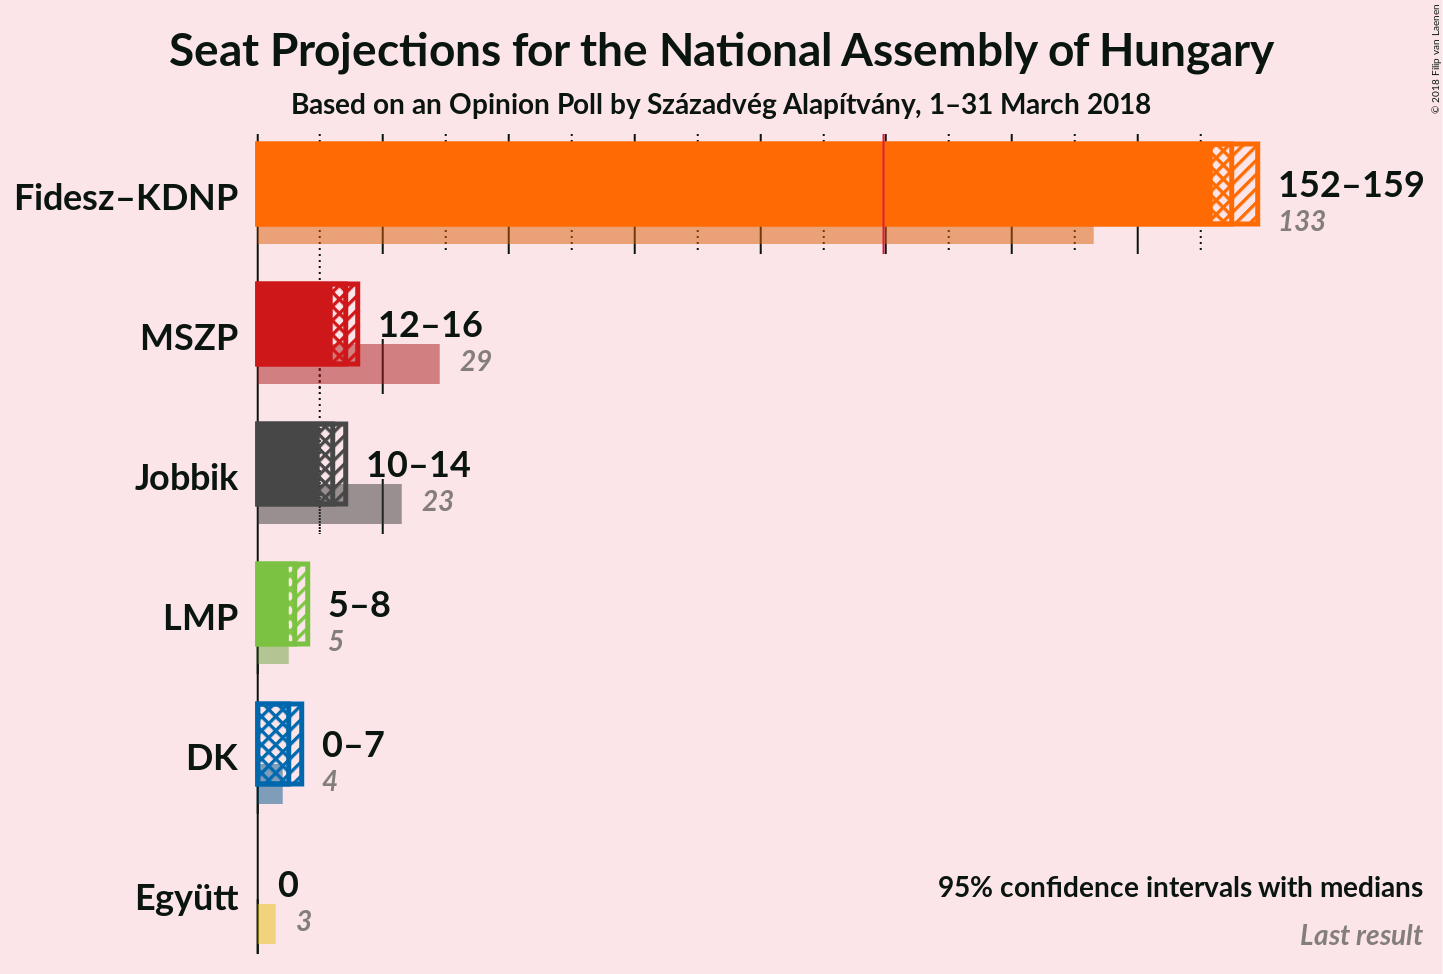 Seat Projections for the National Assembly of Hungary
Based on an Opinion Poll by Századvég Alapítvány, 1–31 March 2018
© 2018 Filip van Laenen
Fidesz–KDNP
152–159
133
MSZP
12–16
29
Jobbik
10–14
23
LMP
5–8
5
DK
0–7
4
Együtt
0
3
95% confidence intervals with medians
Last result